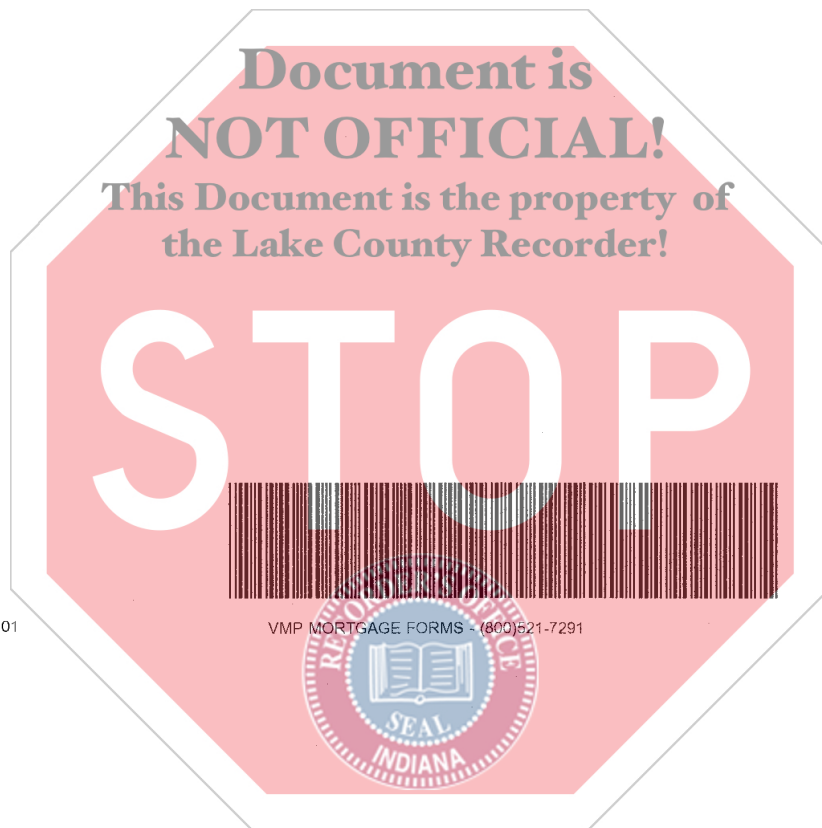 Document is
NOT OFFICIAL!
This Document is the property of
the Lake County Recorder!
STOP
01
VMP MORTGAGE FORMS - (800)521-7291
RECORDER'S OFFICE
SEAL
INDIANA